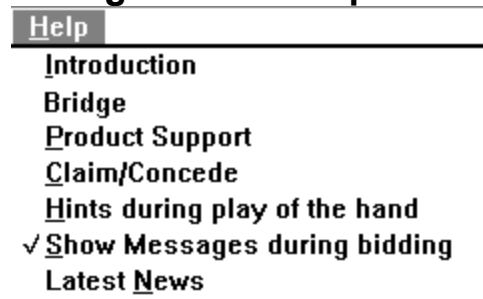 Help
Introduction
Bridge
Product Support
Claim/Concede
Hints during play of the hand
√ Show Messages during bidding
Latest News